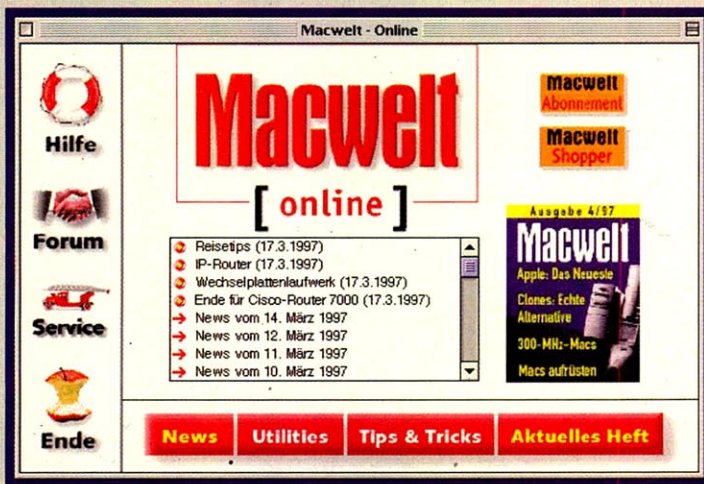 Macwelt - Online
Hilfe
Forum
Service
Ende
Macwelt
[ online ]
Reisetips (17.3.1997)
IP-Router (17.3.1997)
Wechselplattenlaufwerk (17.3.1997)
Ende für Cisco-Router 7000 (17.3.1997)
News vom 14. März 1997
News vom 12. März 1997
News vom 11. März 1997
News vom 10. März 1997
Macwelt
Abonnement
Macwelt
Shopper
Ausgabe 4/97
Macwelt
Apple: Das Neueste
Clones: Echte
Alternative
300-MHz-Macs
Macs aufrüsten
News
Utilities
Tips & Tricks
Aktuelles Heft